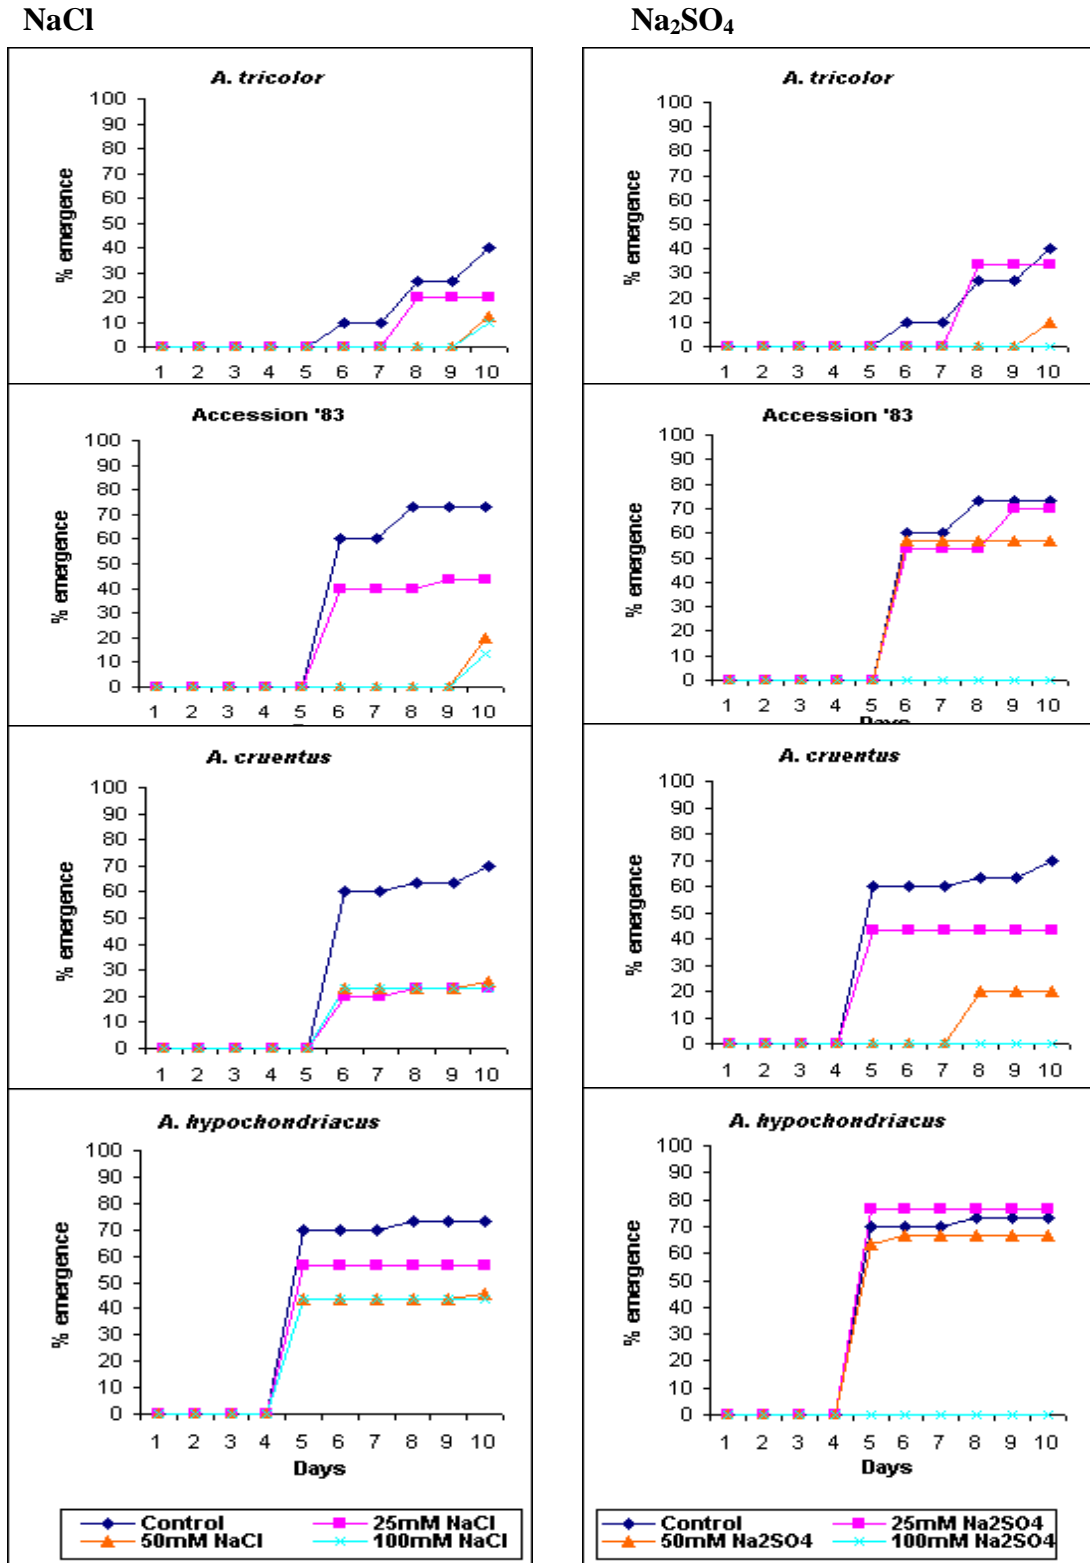 NaCl
A. tricolor
% emergence
100
90
80
70
60
50
40
30
20
10
0
1 2 3 4 5 6 7 8 9 10
Accession '83
% emergence
100
90
80
70
60
50
40
30
20
10
0
1 2 3 4 5 6 7 8 9 10
A. cruentus
% emergence
100
90
80
70
60
50
40
30
20
10
0
1 2 3 4 5 6 7 8 9 10
A. hypochondriacus
% emergence
100
90
80
70
60
50
40
30
20
10
0
1 2 3 4 5 6 7 8 9 10
Days
Control 25mM NaCl
50mM NaCl 100mM NaCl
Na₂SO₄
A. tricolor
% emergence
100
90
80
70
60
50
40
30
20
10
0
1 2 3 4 5 6 7 8 9 10
Accession '83
% emergence
100
90
80
70
60
50
40
30
20
10
0
1 2 3 4 5 6 7 8 9 10
Days
A. cruentus
% emergence
100
90
80
70
60
50
40
30
20
10
0
1 2 3 4 5 6 7 8 9 10
A. hypochondriacus
% emergence
100
90
80
70
60
50
40
30
20
10
0
1 2 3 4 5 6 7 8 9 10
Days
Control 25mM Na2SO4
50mM Na2SO4 100mM Na2SO4